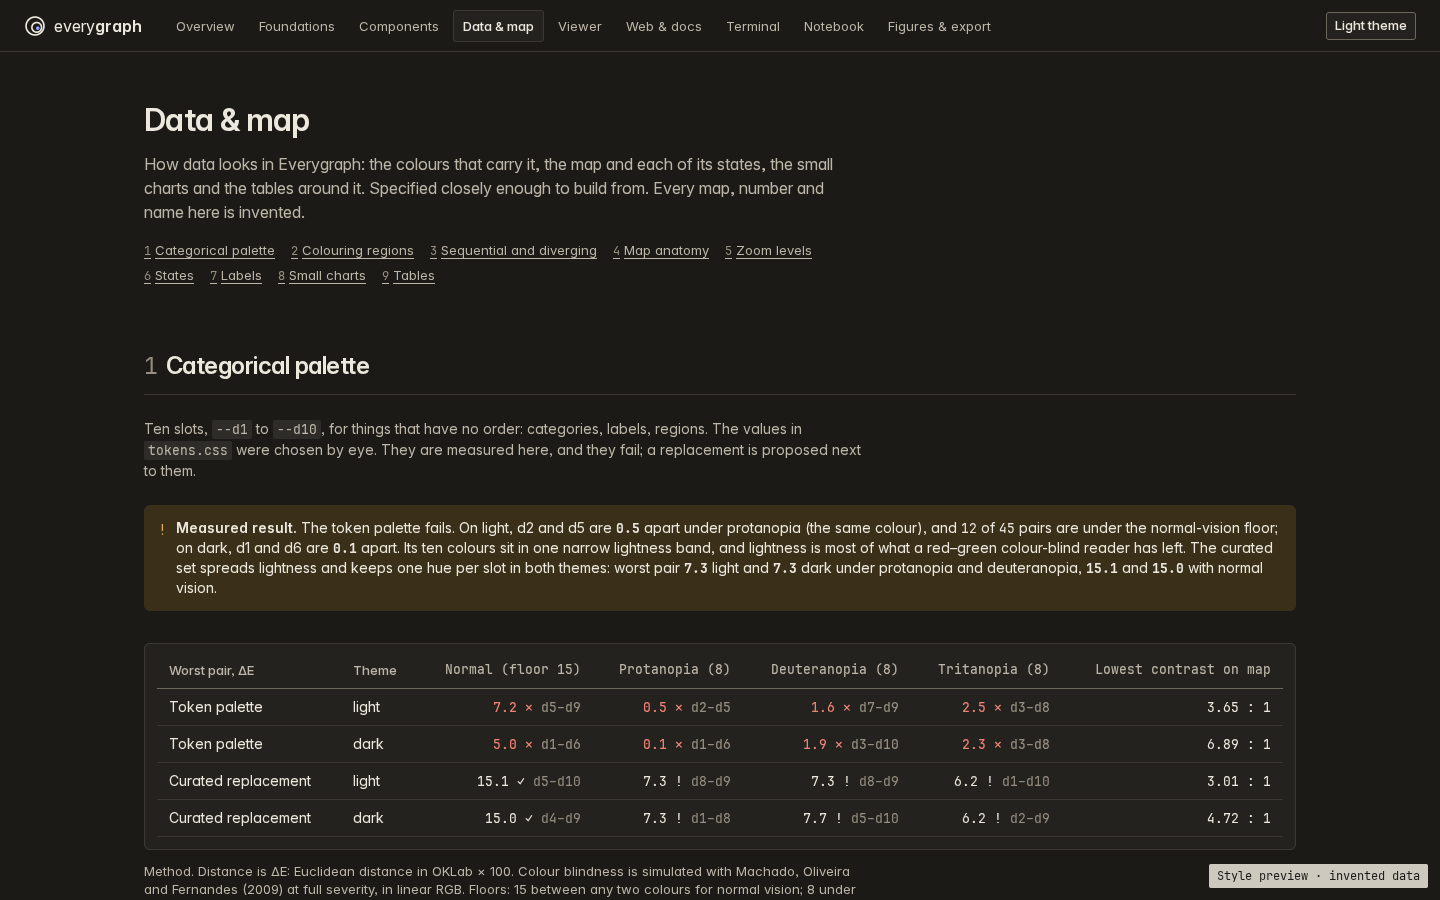 everygraph Overview Foundations Components Data & map Viewer Web & docs Terminal Notebook Figures & export Light theme
Data & map
How data looks in Everygraph: the colours that carry it, the map and each of its states, the small
charts and the tables around it. Specified closely enough to build from. Every map, number and
name here is invented.
1 Categorical palette 2 Colouring regions 3 Sequential and diverging 4 Map anatomy 5 Zoom levels
6 States 7 Labels 8 Small charts 9 Tables
1 Categorical palette
Ten slots, --d1 to --d10, for things that have no order: categories, labels, regions. The values in
tokens.css were chosen by eye. They are measured here, and they fail; a replacement is proposed next
to them.
! Measured result. The token palette fails. On light, d2 and d5 are 0.5 apart under protanopia (the same colour), and 12 of 45 pairs are under the normal-vision floor;
on dark, d1 and d6 are 0.1 apart. Its ten colours sit in one narrow lightness band, and lightness is most of what a red–green colour-blind reader has left. The curated
set spreads lightness and keeps one hue per slot in both themes: worst pair 7.3 light and 7.3 dark under protanopia and deuteranopia, 15.1 and 15.0 with normal
vision.
Worst pair, ΔE Theme Normal (floor 15) Protanopia (8) Deuteranopia (8) Tritanopia (8) Lowest contrast on map
Token palette light 7.2 × d5–d9 0.5 × d2–d5 1.6 × d7–d9 2.5 × d3–d8 3.65 : 1
Token palette dark 5.0 × d1–d6 0.1 × d1–d6 1.9 × d3–d10 2.3 × d3–d8 6.89 : 1
Curated replacement light 15.1 ✓ d5–d10 7.3 ! d8–d9 7.3 ! d8–d9 6.2 ! d1–d10 3.01 : 1
Curated replacement dark 15.0 ✓ d4–d9 7.3 ! d1–d8 7.7 ! d5–d10 6.2 ! d2–d9 4.72 : 1
Method. Distance is ΔE: Euclidean distance in OKLab × 100. Colour blindness is simulated with Machado, Oliveira
and Fernandes (2009) at full severity, in linear RGB. Floors: 15 between any two colours for normal vision; 8 under
Style preview · invented data